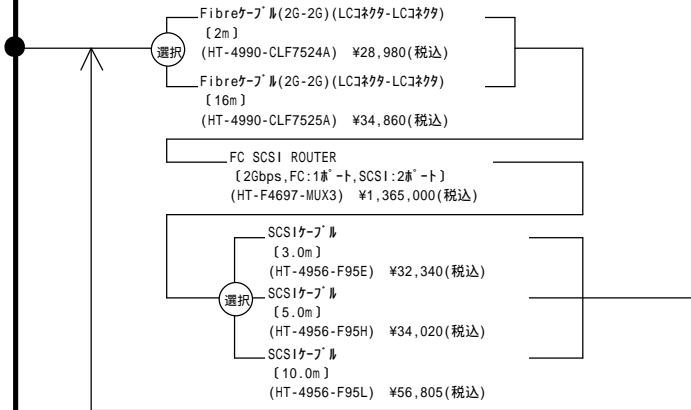 Fibreｹｰﾌﾞﾙ(2G-2G)(LCｺﾈｸﾀ-LCｺﾈｸﾀ)
〔2m〕
選択
(HT-4990-CLF7524A) ¥28,980(税込)
Fibreｹｰﾌﾞﾙ(2G-2G)(LCｺﾈｸﾀ-LCｺﾈｸﾀ)
〔16m〕
(HT-4990-CLF7525A) ¥34,860(税込)
FC SCSI ROUTER
〔2Gbps,FC:1ﾎﾟｰﾄ,SCSI:2ﾎﾟｰﾄ〕
(HT-F4697-MUX3) ¥1,365,000(税込)
SCSIｹｰﾌﾞﾙ
〔3.0m〕
(HT-4956-F95E) ¥32,340(税込)
選択
SCSIｹｰﾌﾞﾙ
〔5.0m〕
(HT-4956-F95H) ¥34,020(税込)
SCSIｹｰﾌﾞﾙ
〔10.0m〕
(HT-4956-F95L) ¥56,805(税込)